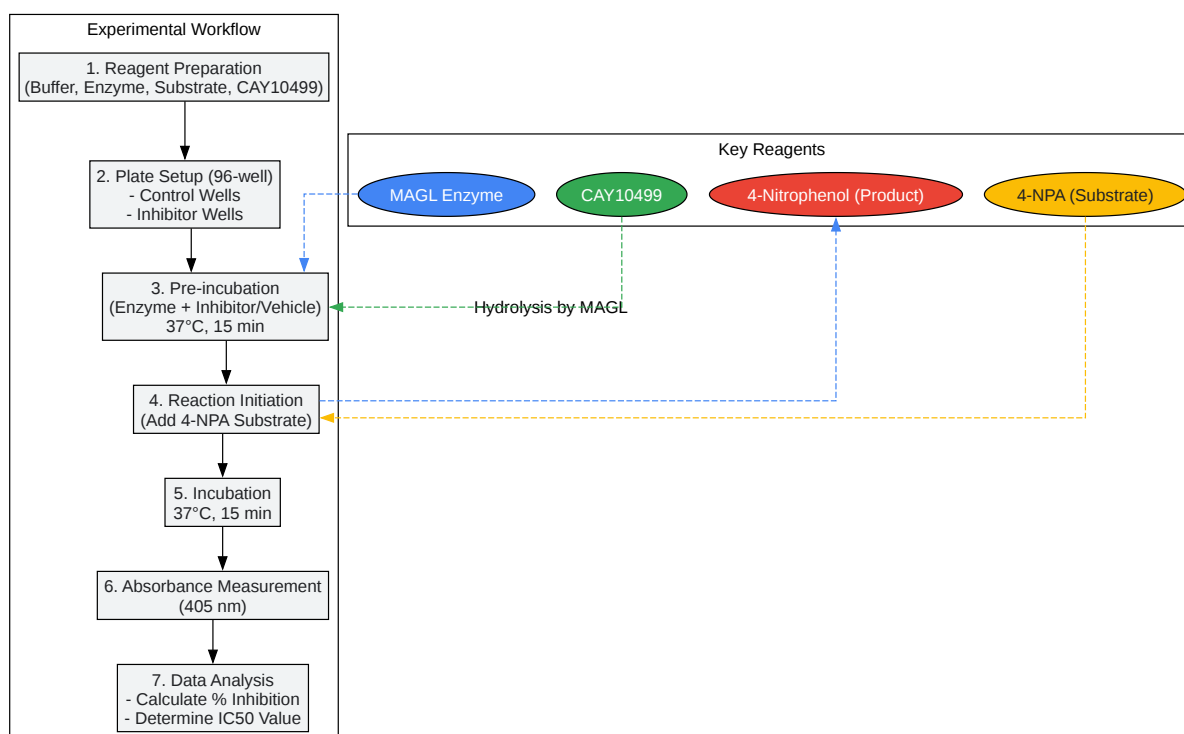 Experimental Workflow
1. Reagent Preparation
(Buffer, Enzyme, Substrate, CAY10499)
2. Plate Setup (96-well)
- Control Wells
- Inhibitor Wells
3. Pre-incubation
(Enzyme + Inhibitor/Vehicle)
37°C, 15 min
4. Reaction Initiation
(Add 4-NPA Substrate)
5. Incubation
37°C, 15 min
6. Absorbance Measurement
(405 nm)
7. Data Analysis
- Calculate % Inhibition
- Determine IC50 Value
Key Reagents
MAGL Enzyme
CAY10499
4-Nitrophenol (Product)
4-NPA (Substrate)
Hydrolysis by MAGL